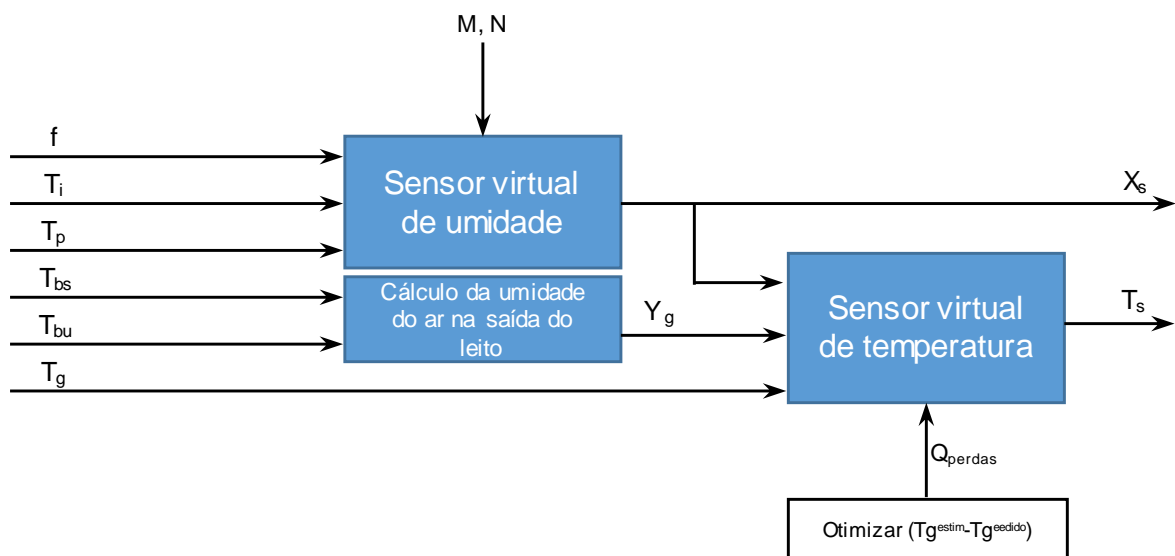 M, N
f
Ti
Tp
Tbs
Tbu
Tg
Sensor virtual
de umidade
Cálculo da umidade
do ar na saída do
leito
Xs
Yg
Sensor virtual
de temperatura
Ts
Qperdas
Otimizar (Tgestim-Tgeedido)